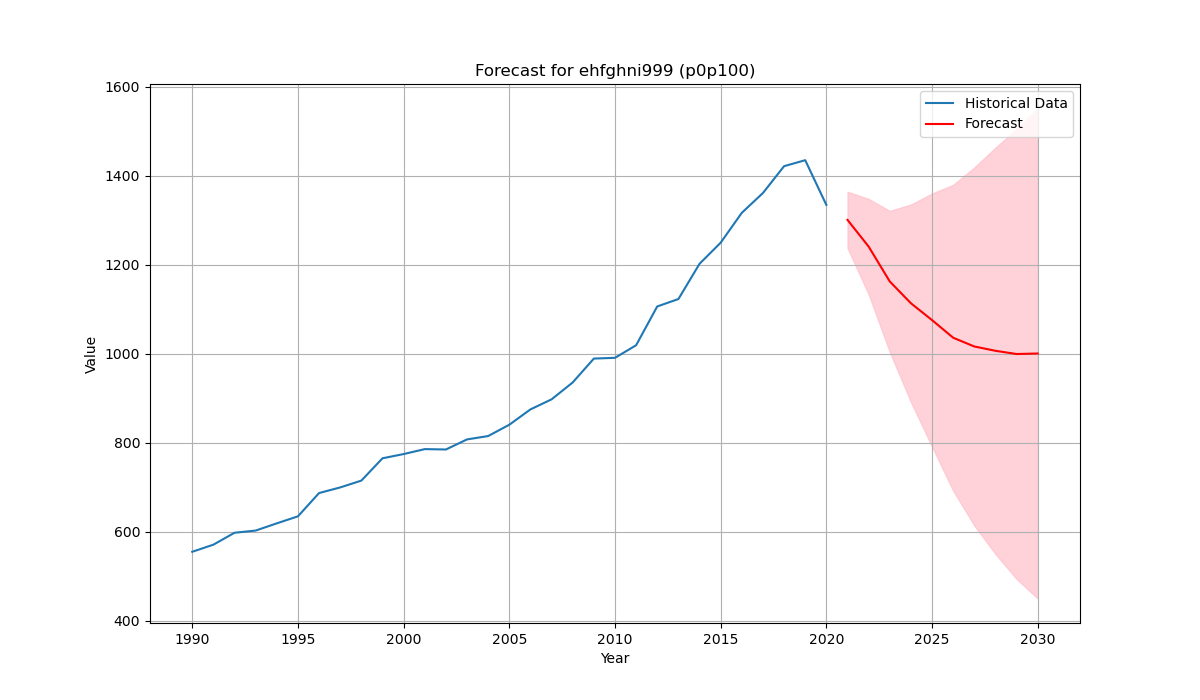 Forecast for ehfghni999 (p0p100)
Historical Data
Forecast
1600
1400
1200
1000
800
600
400
Value
1990 1995 2000 2005 2010 2015 2020 2025 2030
Year